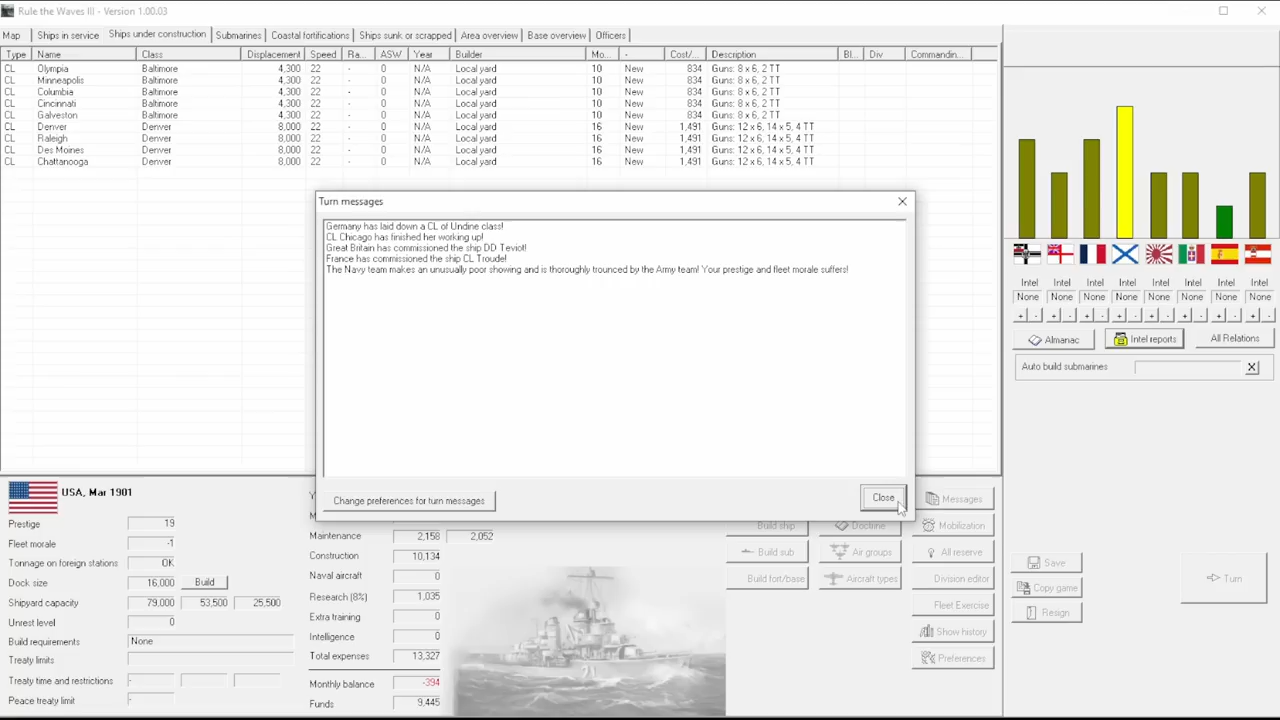 Rule the Waves III - Version 1.00.03
Map Ships in service Ships under construction Submarines Coastal fortifications Ships sunk or scrapped Area overview Base overview Officers
Type Name Class Displacement Speed Ra... ASW Year Builder Mo... - Cost/... Description Bl... Div Commandin...
CL Olympia Baltimore 4,300 22 - 0 N/A Local yard 10 New 834 Guns: 8 x 6, 2 TT
CL Minneapolis Baltimore 4,300 22 - 0 N/A Local yard 10 New 834 Guns: 8 x 6, 2 TT
CL Columbia Baltimore 4,300 22 - 0 N/A Local yard 10 New 834 Guns: 8 x 6, 2 TT
CL Cincinnati Baltimore 4,300 22 - 0 N/A Local yard 10 New 834 Guns: 8 x 6, 2 TT
CL Galveston Baltimore 4,300 22 - 0 N/A Local yard 10 New 834 Guns: 8 x 6, 2 TT
CL Denver Denver 8,000 22 - 0 N/A Local yard 16 New 1,491 Guns: 12 x 6, 14 x 5, 4 TT
CL Raleigh Denver 8,000 22 - 0 N/A Local yard 16 New 1,491 Guns: 12 x 6, 14 x 5, 4 TT
CL Des Moines Denver 8,000 22 - 0 N/A Local yard 16 New 1,491 Guns: 12 x 6, 14 x 5, 4 TT
CL Chattanooga Denver 8,000 22 - 0 N/A Local yard 16 New 1,491 Guns: 12 x 6, 14 x 5, 4 TT
Turn messages
Germany has laid down a CL of Undine class!
CL Chicago has finished her working up!
Great Britain has commissioned the ship DD Teviot!
France has commissioned the ship CL Troude!
The Navy team makes an unusually poor showing and is thoroughly trounced by the Army team! Your prestige and fleet morale suffers!
Change preferences for turn messages
Close
Intel Intel Intel Intel Intel Intel Intel Intel
None None None None None None None None
+ - + - + - + - + - + - + - + -
Almanac Intel reports All Relations
Auto build submarines X
USA, Mar 1901
Prestige 19
Fleet morale -1
Tonnage on foreign stations OK
Dock size 16,000 Build
Shipyard capacity 79,000 53,500 25,500
Unrest level 0
Build requirements None
Treaty limits
Treaty time and restrictions -
Peace treaty limit -
Maintenance 2,158 2,052
Construction 10,134
Naval aircraft 0
Research (8%) 1,035
Extra training 0
Intelligence 0
Total expenses 13,327
Monthly balance -394
Funds 9,445
Build ship Doctrine Messages
Build sub Air groups Mobilization
Build fort/base Aircraft types All reserve
Division editor
Fleet Exercise
Show history
Preferences
Save
Copy game
Resign
Turn